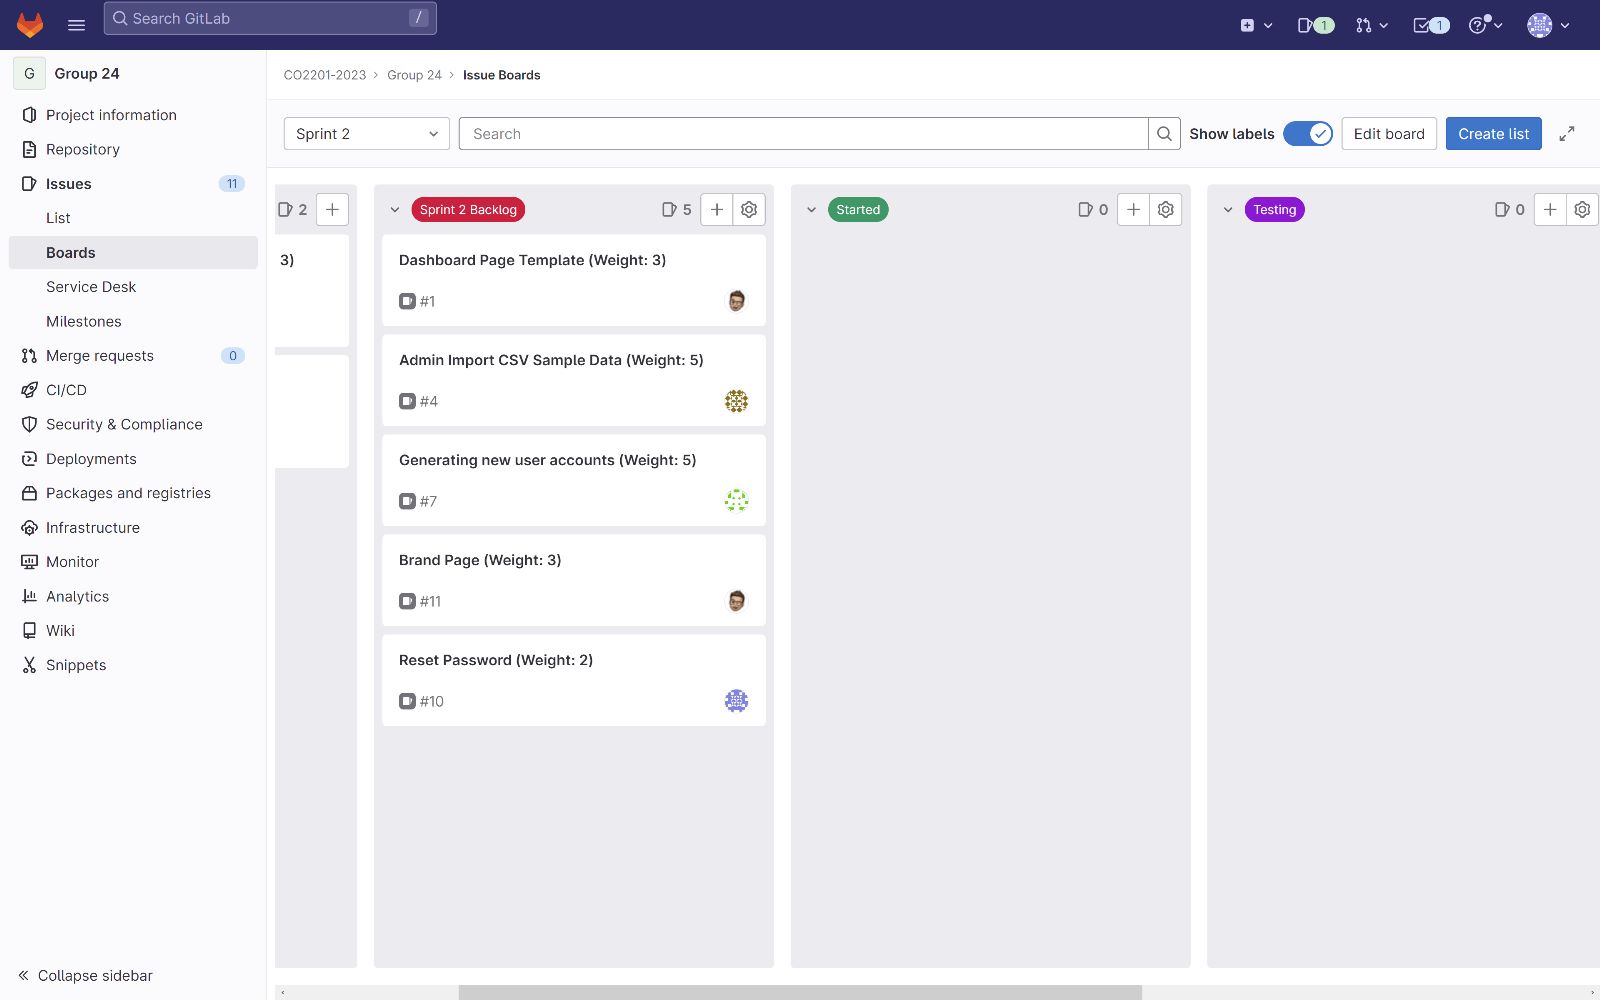 Search GitLab
/
1
1
G
Group 24
Project information
Repository
Issues
11
List
Boards
Service Desk
Milestones
Merge requests
0
CI/CD
Security & Compliance
Deployments
Packages and registries
Infrastructure
Monitor
Analytics
Wiki
Snippets
Collapse sidebar
CO2201-2023 > Group 24 > Issue Boards
Sprint 2
Search
Show labels
Edit board
Create list
2
3)
Sprint 2 Backlog
5
Dashboard Page Template (Weight: 3)
#1
Admin Import CSV Sample Data (Weight: 5)
#4
Generating new user accounts (Weight: 5)
#7
Brand Page (Weight: 3)
#11
Reset Password (Weight: 2)
#10
Started
0
Testing
0